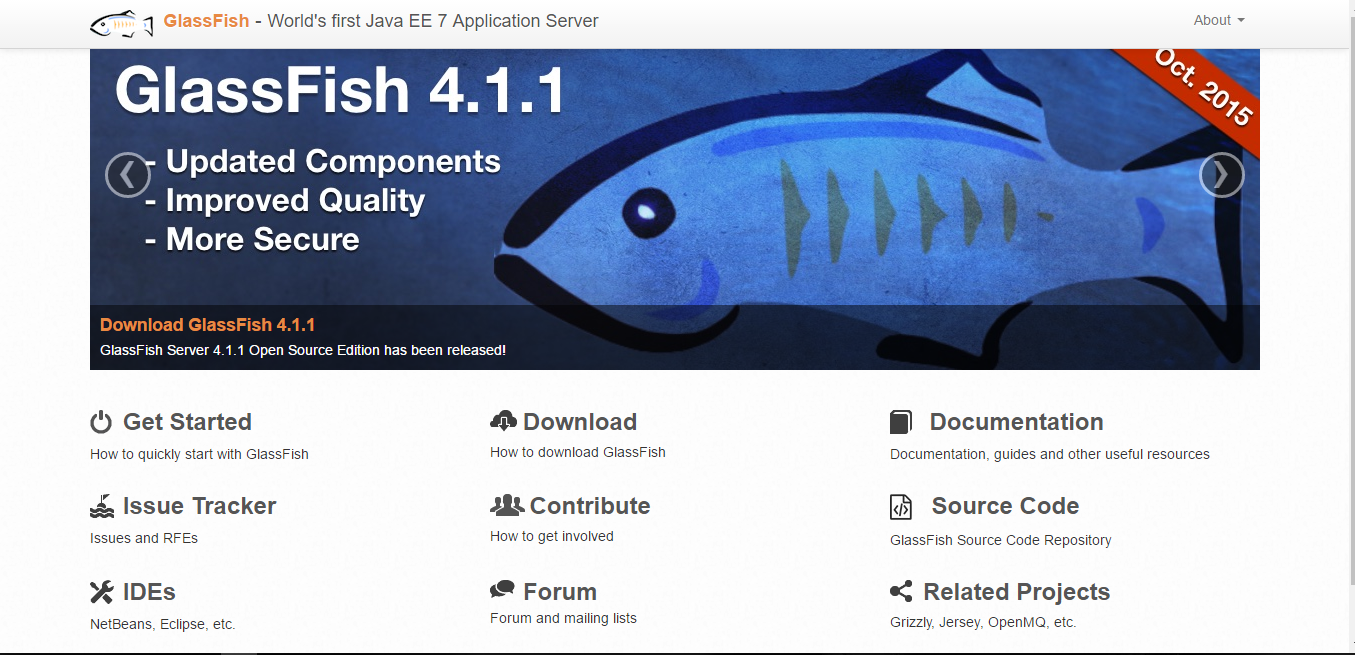 GlassFish - World's first Java EE 7 Application Server
About
GlassFish 4.1.1
Oct. 2015
- Updated Components
- Improved Quality
- More Secure
Download GlassFish 4.1.1
GlassFish Server 4.1.1 Open Source Edition has been released!
Get Started
How to quickly start with GlassFish
Download
How to download GlassFish
Documentation
Documentation, guides and other useful resources
Issue Tracker
Issues and RFEs
Contribute
How to get involved
Source Code
GlassFish Source Code Repository
IDEs
NetBeans, Eclipse, etc.
Forum
Forum and mailing lists
Related Projects
Grizzly, Jersey, OpenMQ, etc.